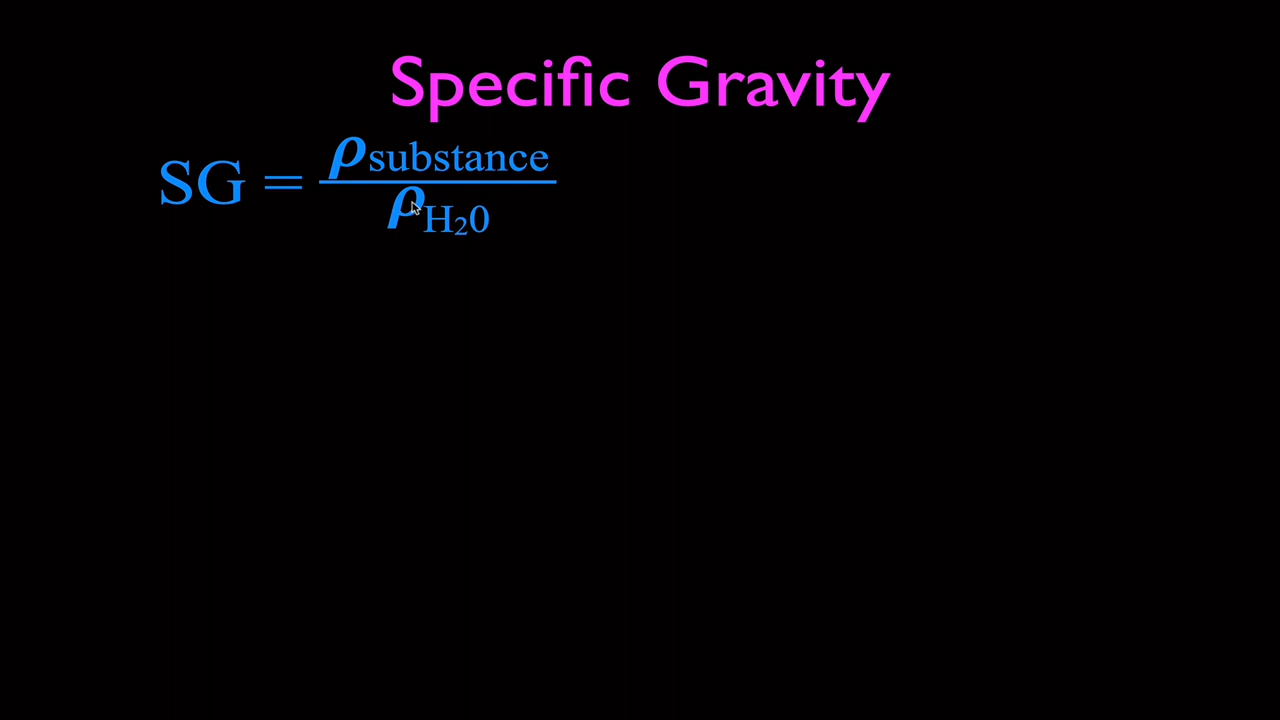 Specific Gravity
SG = ρsubstance
ρH₂0